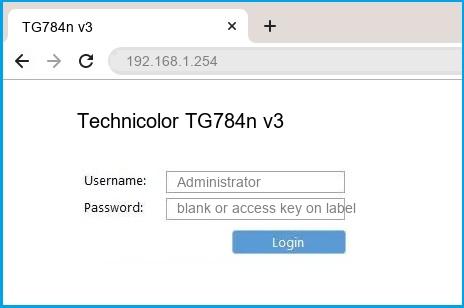 TG784n v3
192.168.1.254
Technicolor TG784n v3
Username: Administrator
Password: blank or access key on label
Login